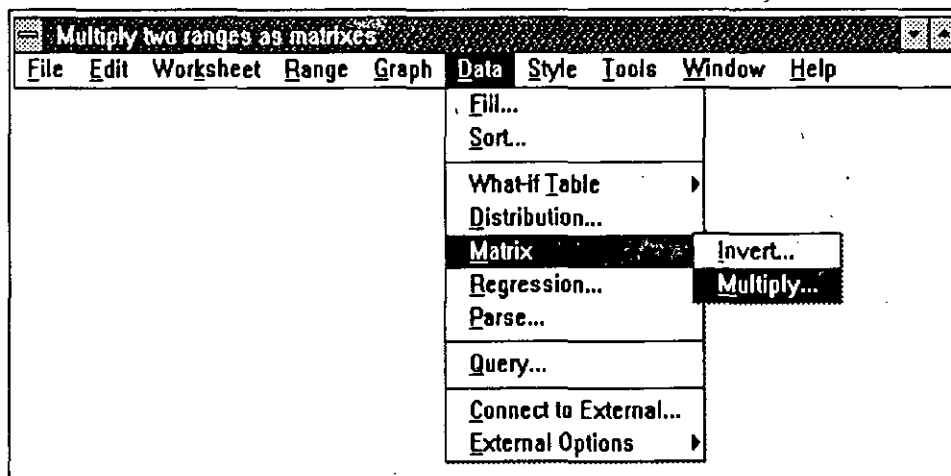 Multiply two ranges as matrixes
File Edit Worksheet Range Graph Data Style Tools Window Help
Fill...
Sort...
What-if Table
Distribution...
Matrix
Invert...
Regression...
Multiply...
Parse...
Query...
Connect to External...
External Options